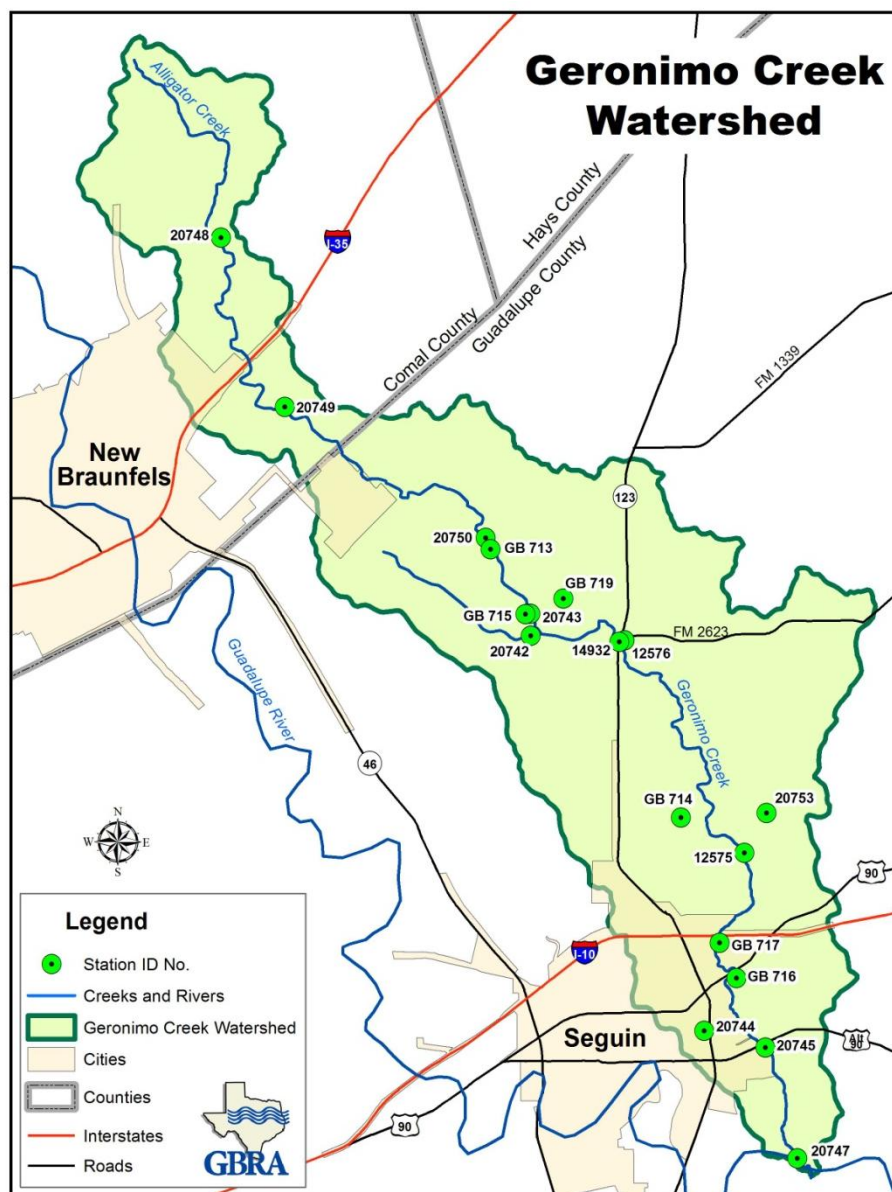 Geronimo Creek
Watershed
Alligator Creek
20748
I-35
Hays County
Comal County
Guadalupe County
FM 1339
20749
New
Braunfels
123
20750
GB 713
GB 719
GB 715
20743
20742
14932
12576
FM 2623
Guadalupe River
Geronimo Creek
46
GB 714
20753
12575
90
N
W
E
S
I-10
GB 717
GB 716
Seguin
20744
20745
Alt
90
90
20747
Legend
Station ID No.
Creeks and Rivers
Geronimo Creek Watershed
Cities
Counties
Interstates
Roads
GBRA